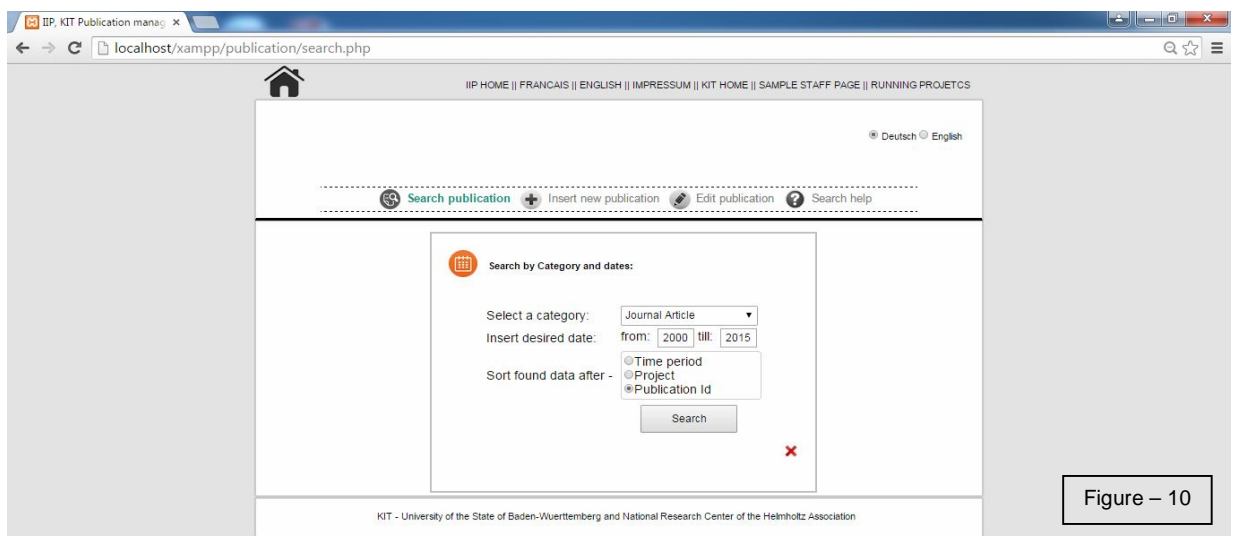 IIP, KIT Publication manag
localhost/xampp/publication/search.php
IIP HOME || FRANCAIS || ENGLISH || IMPRESSUM || KIT HOME || SAMPLE STAFF PAGE || RUNNING PROJETCS
Deutsch English
Search publication Insert new publication Edit publication Search help
Search by Category and dates:
Select a category: Journal Article
Insert desired date: from: 2000 till: 2015
Time period
Sort found data after - Project
Publication Id
Search
Figure – 10
KIT - University of the State of Baden-Wuerttemberg and National Research Center of the Helmholtz Association